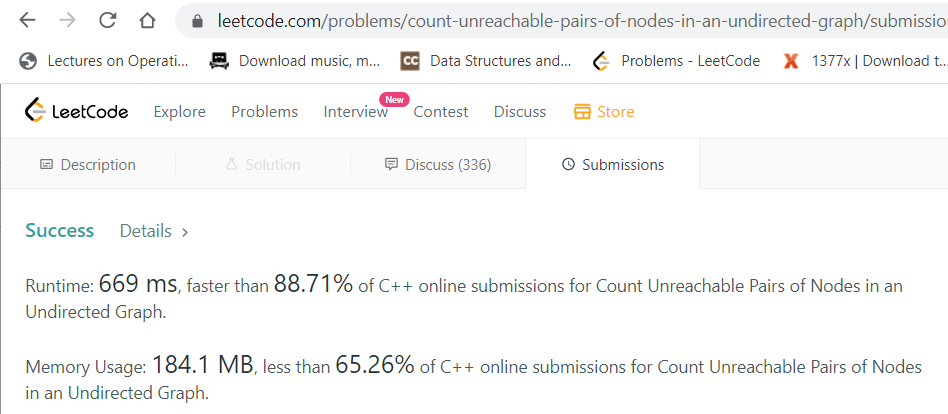 leetcode.com/problems/count-unreachable-pairs-of-nodes-in-an-undirected-graph/submissio
Lectures on Operati... Download music, m... CC Data Structures and... Problems - LeetCode X 1377x | Download t...
LeetCode Explore Problems Interview New Contest Discuss Store
Description Solution Discuss (336) Submissions
Success Details >
Runtime: 669 ms, faster than 88.71% of C++ online submissions for Count Unreachable Pairs of Nodes in an
Undirected Graph.
Memory Usage: 184.1 MB, less than 65.26% of C++ online submissions for Count Unreachable Pairs of Nodes
in an Undirected Graph.